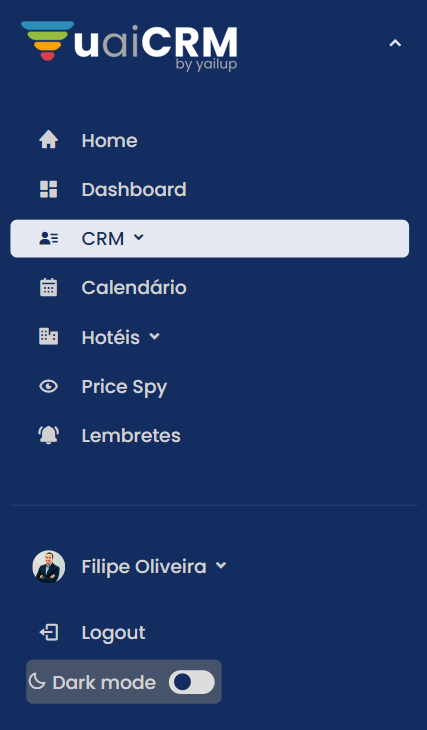 uaiCRM
by yailup
Home
Dashboard
CRM
Calendário
Hotéis
Price Spy
Lembretes
Filipe Oliveira
Logout
Dark mode